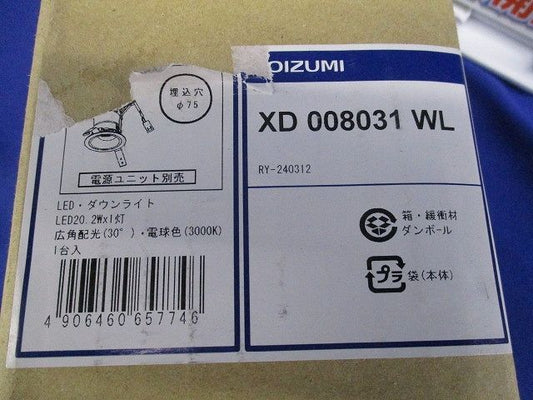 埋込穴
φ75
電源ユニット別売
LED・ダウンライト
LED20.2Wx1灯
広角配光(30°)・電球色(3000K)
1台入
4 906460 657746
OIZUMI
XD 008031 WL
RY-240312
箱・緩衝材
ダンボール
プラ
袋(本体)